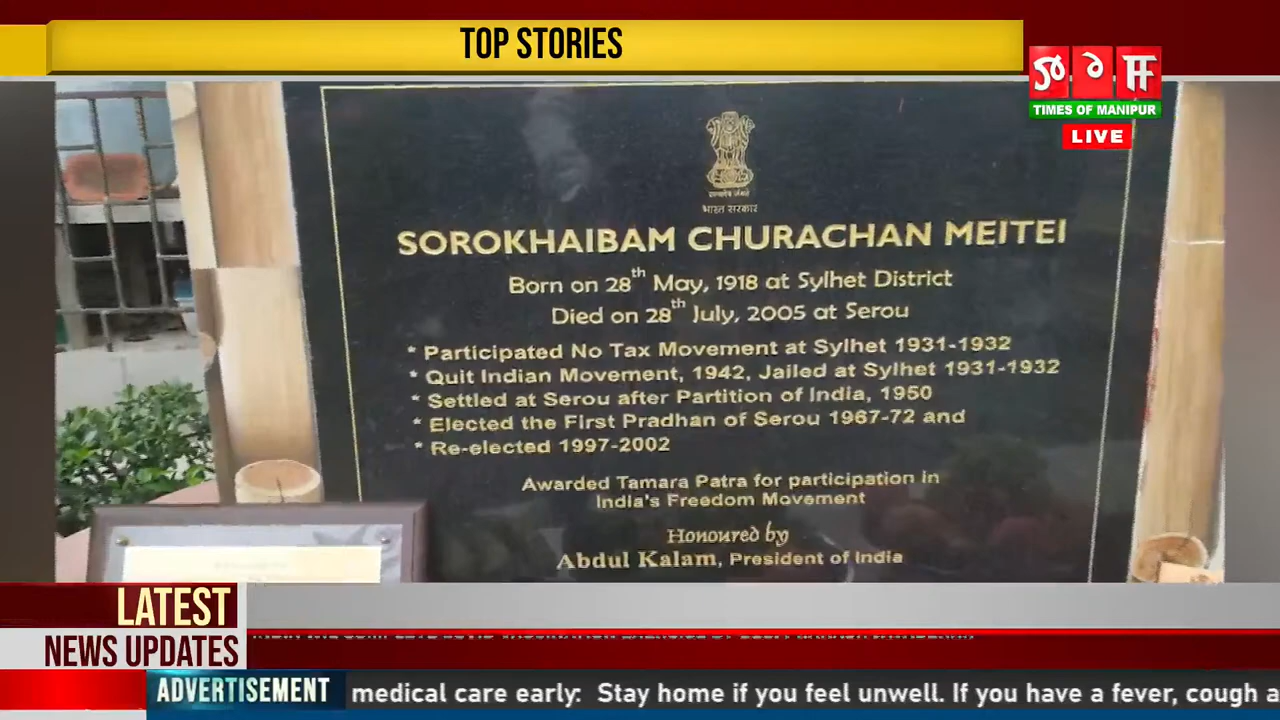 TOP STORIES
TIMES OF MANIPUR
LIVE
भारत सरकार
SOROKHAIBAM CHURACHAN MEITEI
Born on 28th May, 1918 at Sylhet District
Died on 28th July, 2005 at Serou
* Participated No Tax Movement at Sylhet 1931-1932
* Quit Indian Movement, 1942, Jailed at Sylhet 1931-1932
* Settled at Serou after Partition of India, 1950
* Elected the First Pradhan of Serou 1967-72 and
* Re-elected 1997-2002
Awarded Tamara Patra for participation in
India's Freedom Movement
Honoured by
Abdul Kalam, President of India
LATEST
NEWS UPDATES
ADVERTISEMENT
medical care early: Stay home if you feel unwell. If you have a fever, cough a